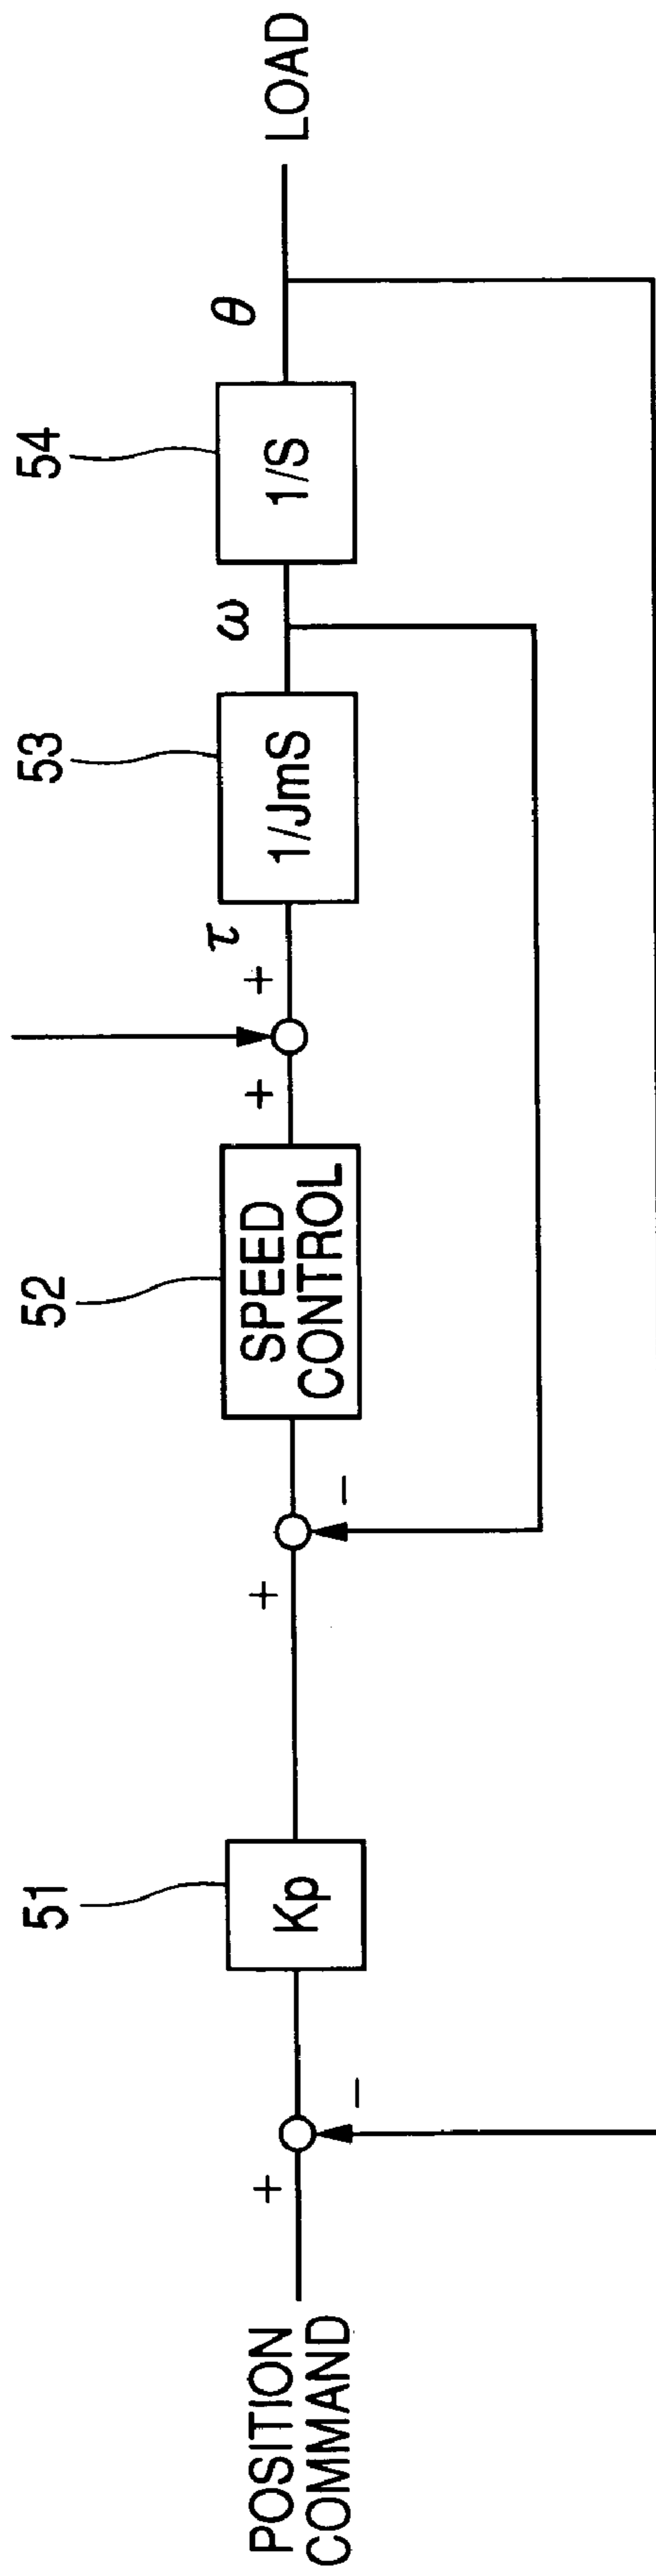 POSITION
COMMAND
+
−
51
Kp
+
−
52
SPEED
CONTROL
+
+
τ
53
1/JmS
ω
54
1/S
θ
LOAD